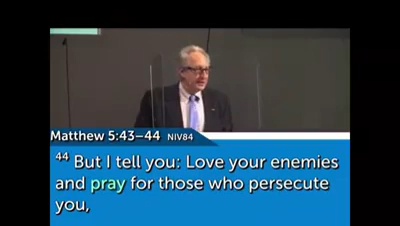 Matthew 5:43–44 NIV84
44 But I tell you: Love your enemies
and pray for those who persecute
you,